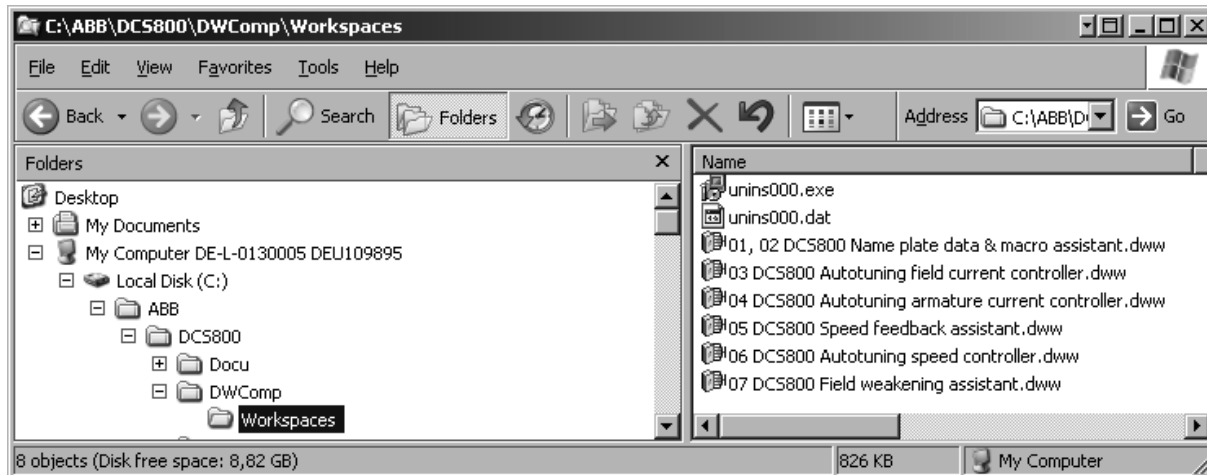 C:\ABB\DCS800\DWComp\Workspaces
File Edit View Favorites Tools Help
Back Search Folders Address C:\ABB\D Go
Folders
Desktop
My Documents
My Computer DE-L-0130005 DEU109895
Local Disk (C:)
ABB
DCS800
Docu
DWComp
Workspaces
Name
unins000.exe
unins000.dat
01, 02 DCS800 Name plate data & macro assistant.dww
03 DCS800 Autotuning field current controller.dww
04 DCS800 Autotuning armature current controller.dww
05 DCS800 Speed feedback assistant.dww
06 DCS800 Autotuning speed controller.dww
07 DCS800 Field weakening assistant.dww
8 objects (Disk free space: 8,82 GB) 826 KB My Computer